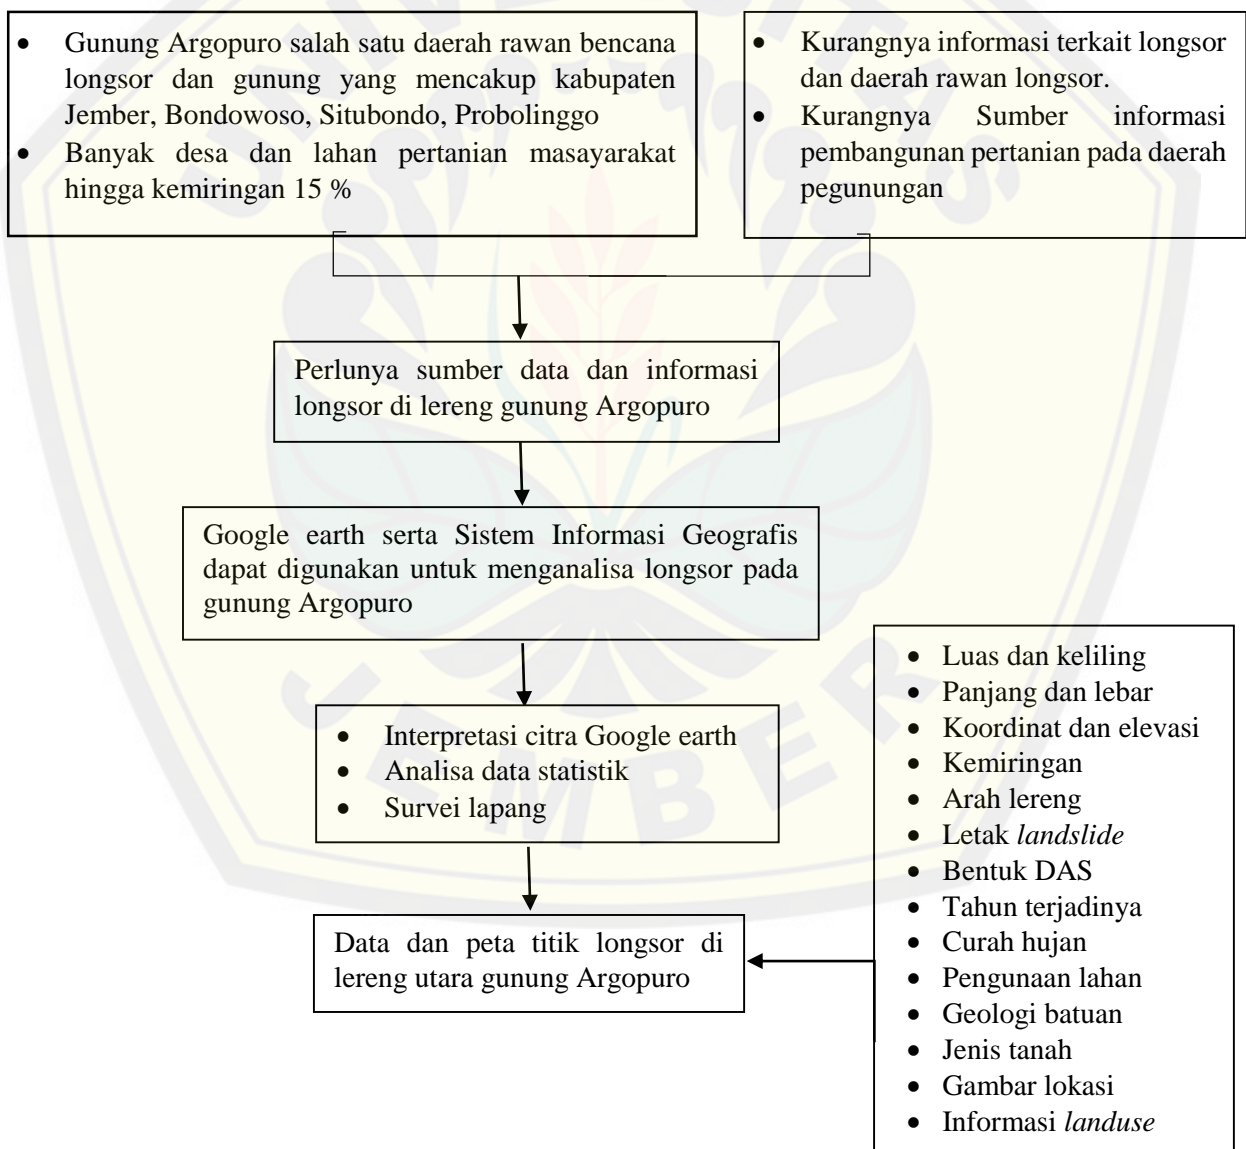 • Gunung Argopuro salah satu daerah rawan bencana
longsor dan gunung yang mencakup kabupaten
Jember, Bondowoso, Situbondo, Probolinggo
• Banyak desa dan lahan pertanian masayarakat
hingga kemiringan 15 %
• Kurangnya informasi terkait longsor
dan daerah rawan longsor.
• Kurangnya Sumber informasi
pembangunan pertanian pada daerah
pegunungan
Perlunya sumber data dan informasi
longsor di lereng gunung Argopuro
Google earth serta Sistem Informasi Geografis
dapat digunakan untuk menganalisa longsor pada
gunung Argopuro
• Interpretasi citra Google earth
• Analisa data statistik
• Survei lapang
Data dan peta titik longsor di
lereng utara gunung Argopuro
• Luas dan keliling
• Panjang dan lebar
• Koordinat dan elevasi
• Kemiringan
• Arah lereng
• Letak landslide
• Bentuk DAS
• Tahun terjadinya
• Curah hujan
• Pengunaan lahan
• Geologi batuan
• Jenis tanah
• Gambar lokasi
• Informasi landuse
UNIVERSITAS
JEMBER